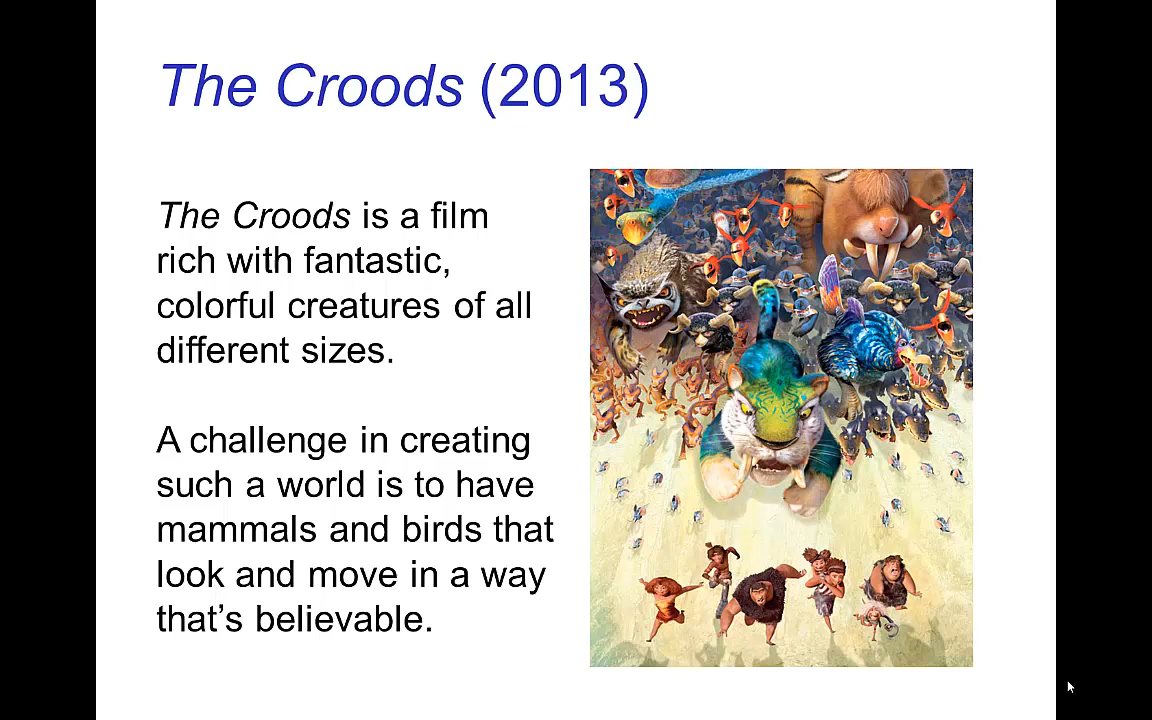 The Croods (2013)
The Croods is a film
rich with fantastic,
colorful creatures of all
different sizes.
A challenge in creating
such a world is to have
mammals and birds that
look and move in a way
that’s believable.